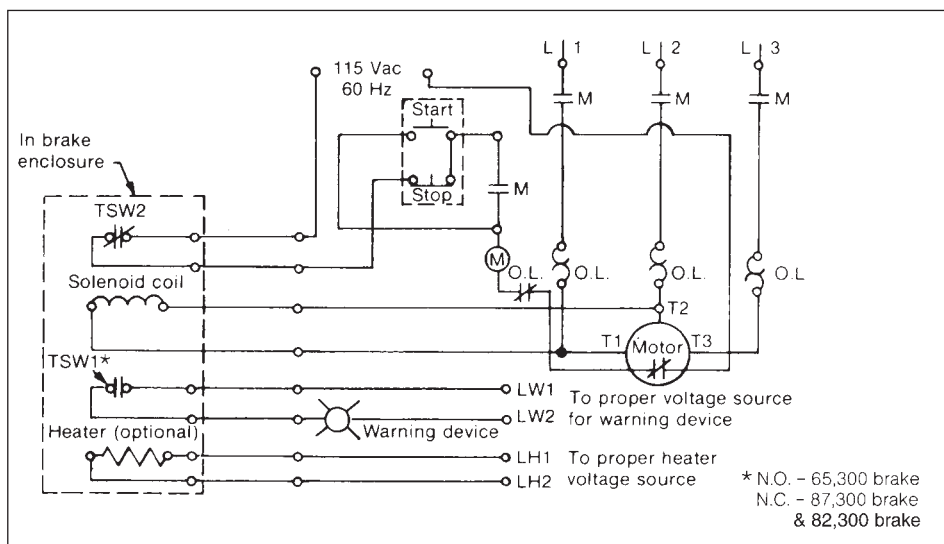 L 1
L 2
L 3
115 Vac
60 Hz
M
M
M
Start
In brake
enclosure
M
Stop
TSW2
M
O.L.
O.L.
O.L.
O.L
Solenoid coil
T2
T1
Motor
T3
TSW1*
LW1
To proper voltage source
LW2
for warning device
Warning device
Heater (optional)
LH1
To proper heater
voltage source
LH2
* N.O. – 65,300 brake
N.C. – 87,300 brake
& 82,300 brake